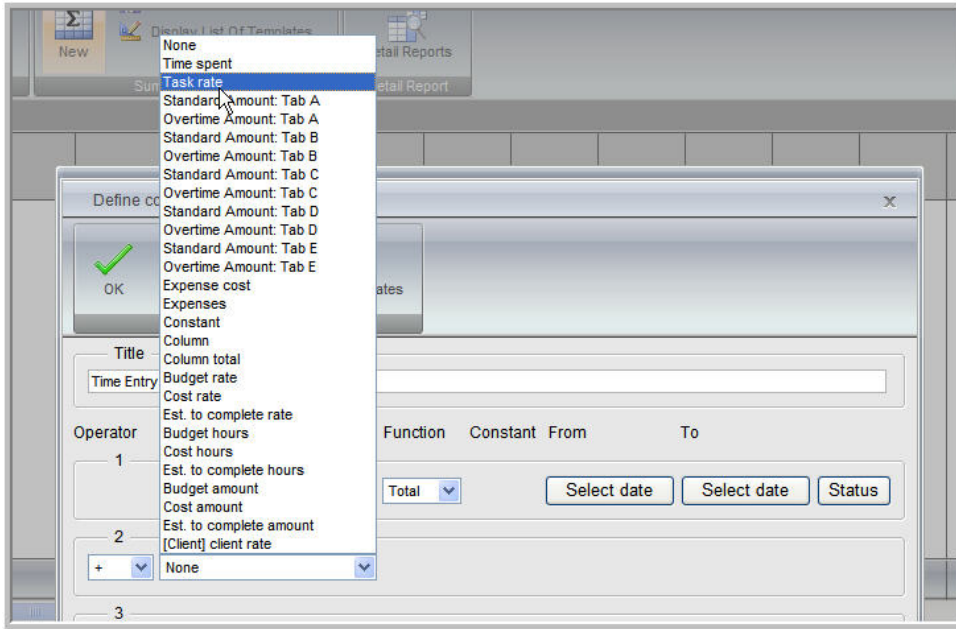 Σ
New
Display List Of Templates
tail Reports
Sum
etail Report
None
Time spent
Task rate
Standard Amount: Tab A
Overtime Amount: Tab A
Standard Amount: Tab B
Overtime Amount: Tab B
Standard Amount: Tab C
Overtime Amount: Tab C
Standard Amount: Tab D
Overtime Amount: Tab D
Standard Amount: Tab E
Overtime Amount: Tab E
Expense cost
Expenses
Constant
Column
Column total
Budget rate
Cost rate
Est. to complete rate
Budget hours
Cost hours
Est. to complete hours
Budget amount
Cost amount
Est. to complete amount
[Client] client rate
Define co
x
OK
ates
Title
Time Entry
Operator Function Constant From To
1
Total Select date Select date Status
2
+ None
3